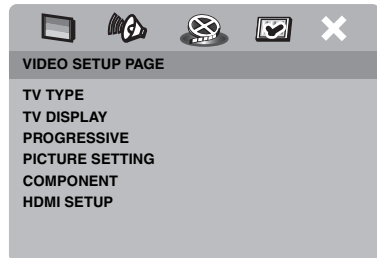 VIDEO SETUP PAGE
TV TYPE
TV DISPLAY
PROGRESSIVE
PICTURE SETTING
COMPONENT
HDMI SETUP